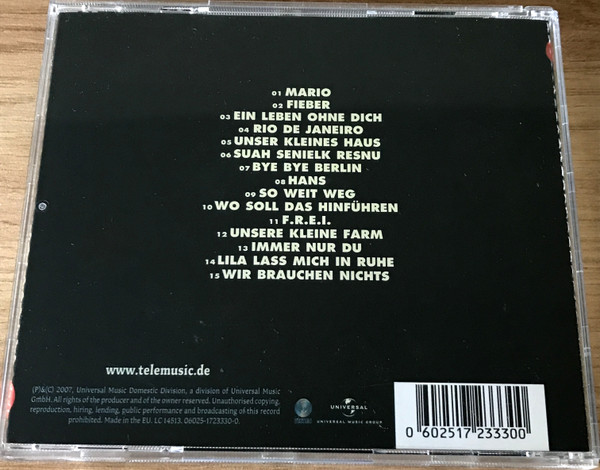 01 MARIO
02 FIEBER
03 EIN LEBEN OHNE DICH
04 RIO DE JANEIRO
05 UNSER KLEINES HAUS
06 SUAH SENIELK RESNU
07 BYE BYE BERLIN
08 HANS
09 SO WEIT WEG
10 WO SOLL DAS HINFÜHREN
11 F.R.E.I.
12 UNSERE KLEINE FARM
13 IMMER NUR DU
14 LILA LASS MICH IN RUHE
15 WIR BRAUCHEN NICHTS
www.telemusic.de
(P)&(C) 2007, Universal Music Domestic Division, a division of Universal Music
GmbH. All rights of the producer and of the owner reserved. Unauthorised copying,
reproduction, hiring, lending, public performance and broadcasting of this record
prohibited. Made in the EU. LC 14513. 06025-1723330-0.
UNIVERSAL
UNIVERSAL MUSIC GROUP
0 602517 233300